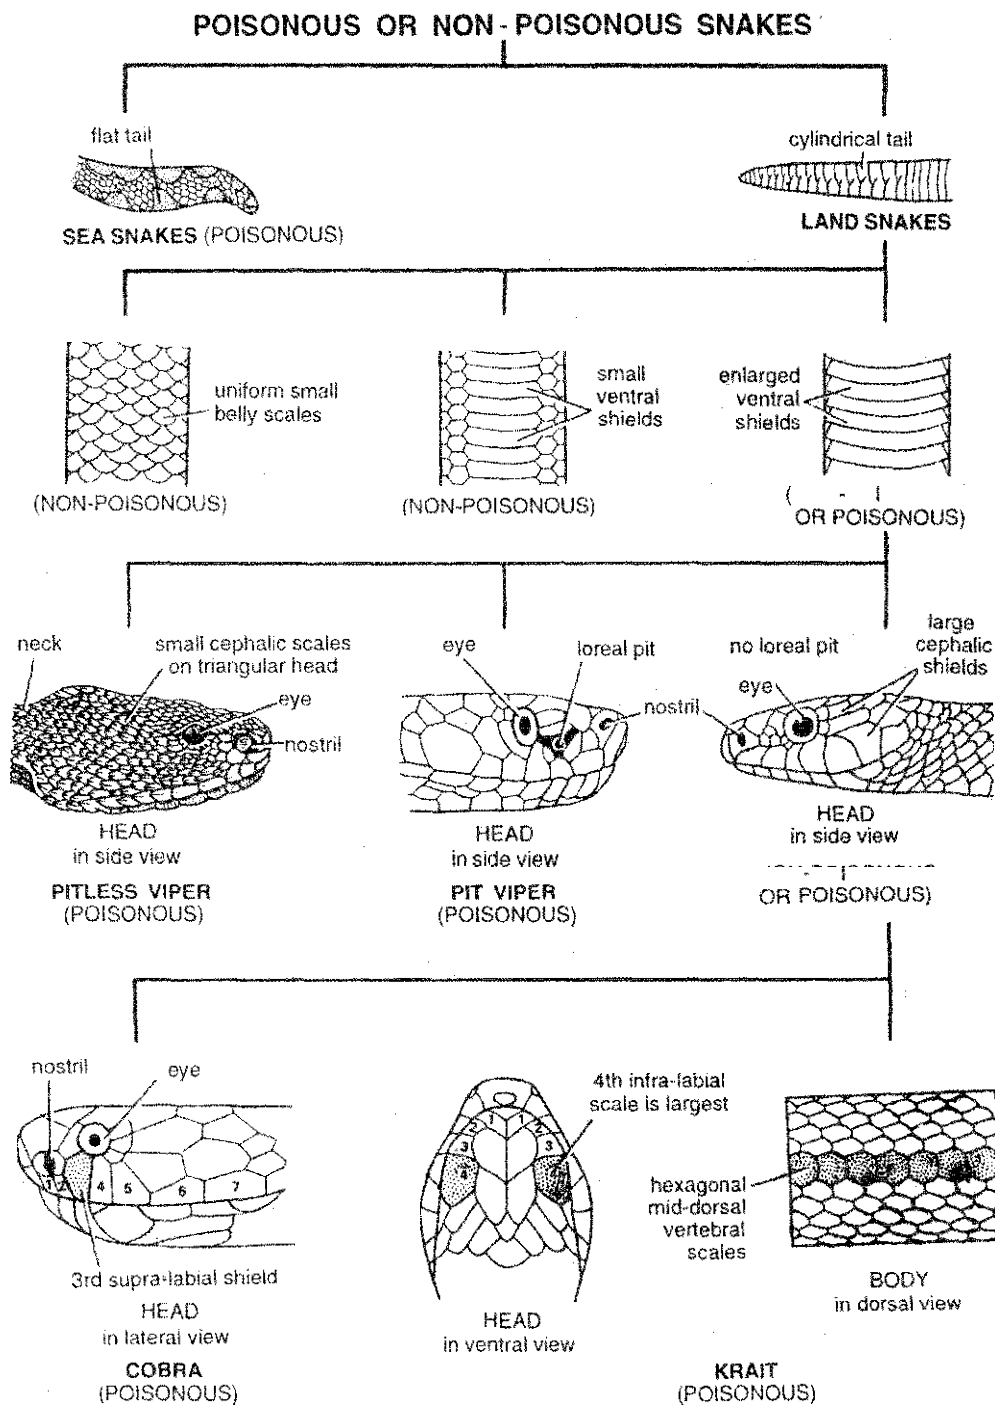 POISONOUS OR NON - POISONOUS SNAKES
flat tail
SEA SNAKES (POISONOUS)
cylindrical tail
LAND SNAKES
uniform small
belly scales
(NON-POISONOUS)
small
ventral
shields
(NON-POISONOUS)
enlarged
ventral
shields
OR POISONOUS)
neck
small cephalic scales
on triangular head
eye
nostril
HEAD
in side view
PITLESS VIPER
(POISONOUS)
eye
loreal pit
nostril
HEAD
in side view
PIT VIPER
(POISONOUS)
no loreal pit
eye
large
cephalic
shields
HEAD
in side view
OR POISONOUS)
nostril
eye
1 2 4 5 6 7
3rd supra-labial shield
HEAD
in lateral view
COBRA
(POISONOUS)
4th infra-labial
scale is largest
1 1
2 2
3 3
4
HEAD
in ventral view
hexagonal
mid-dorsal
vertebral
scales
BODY
in dorsal view
KRAIT
(POISONOUS)